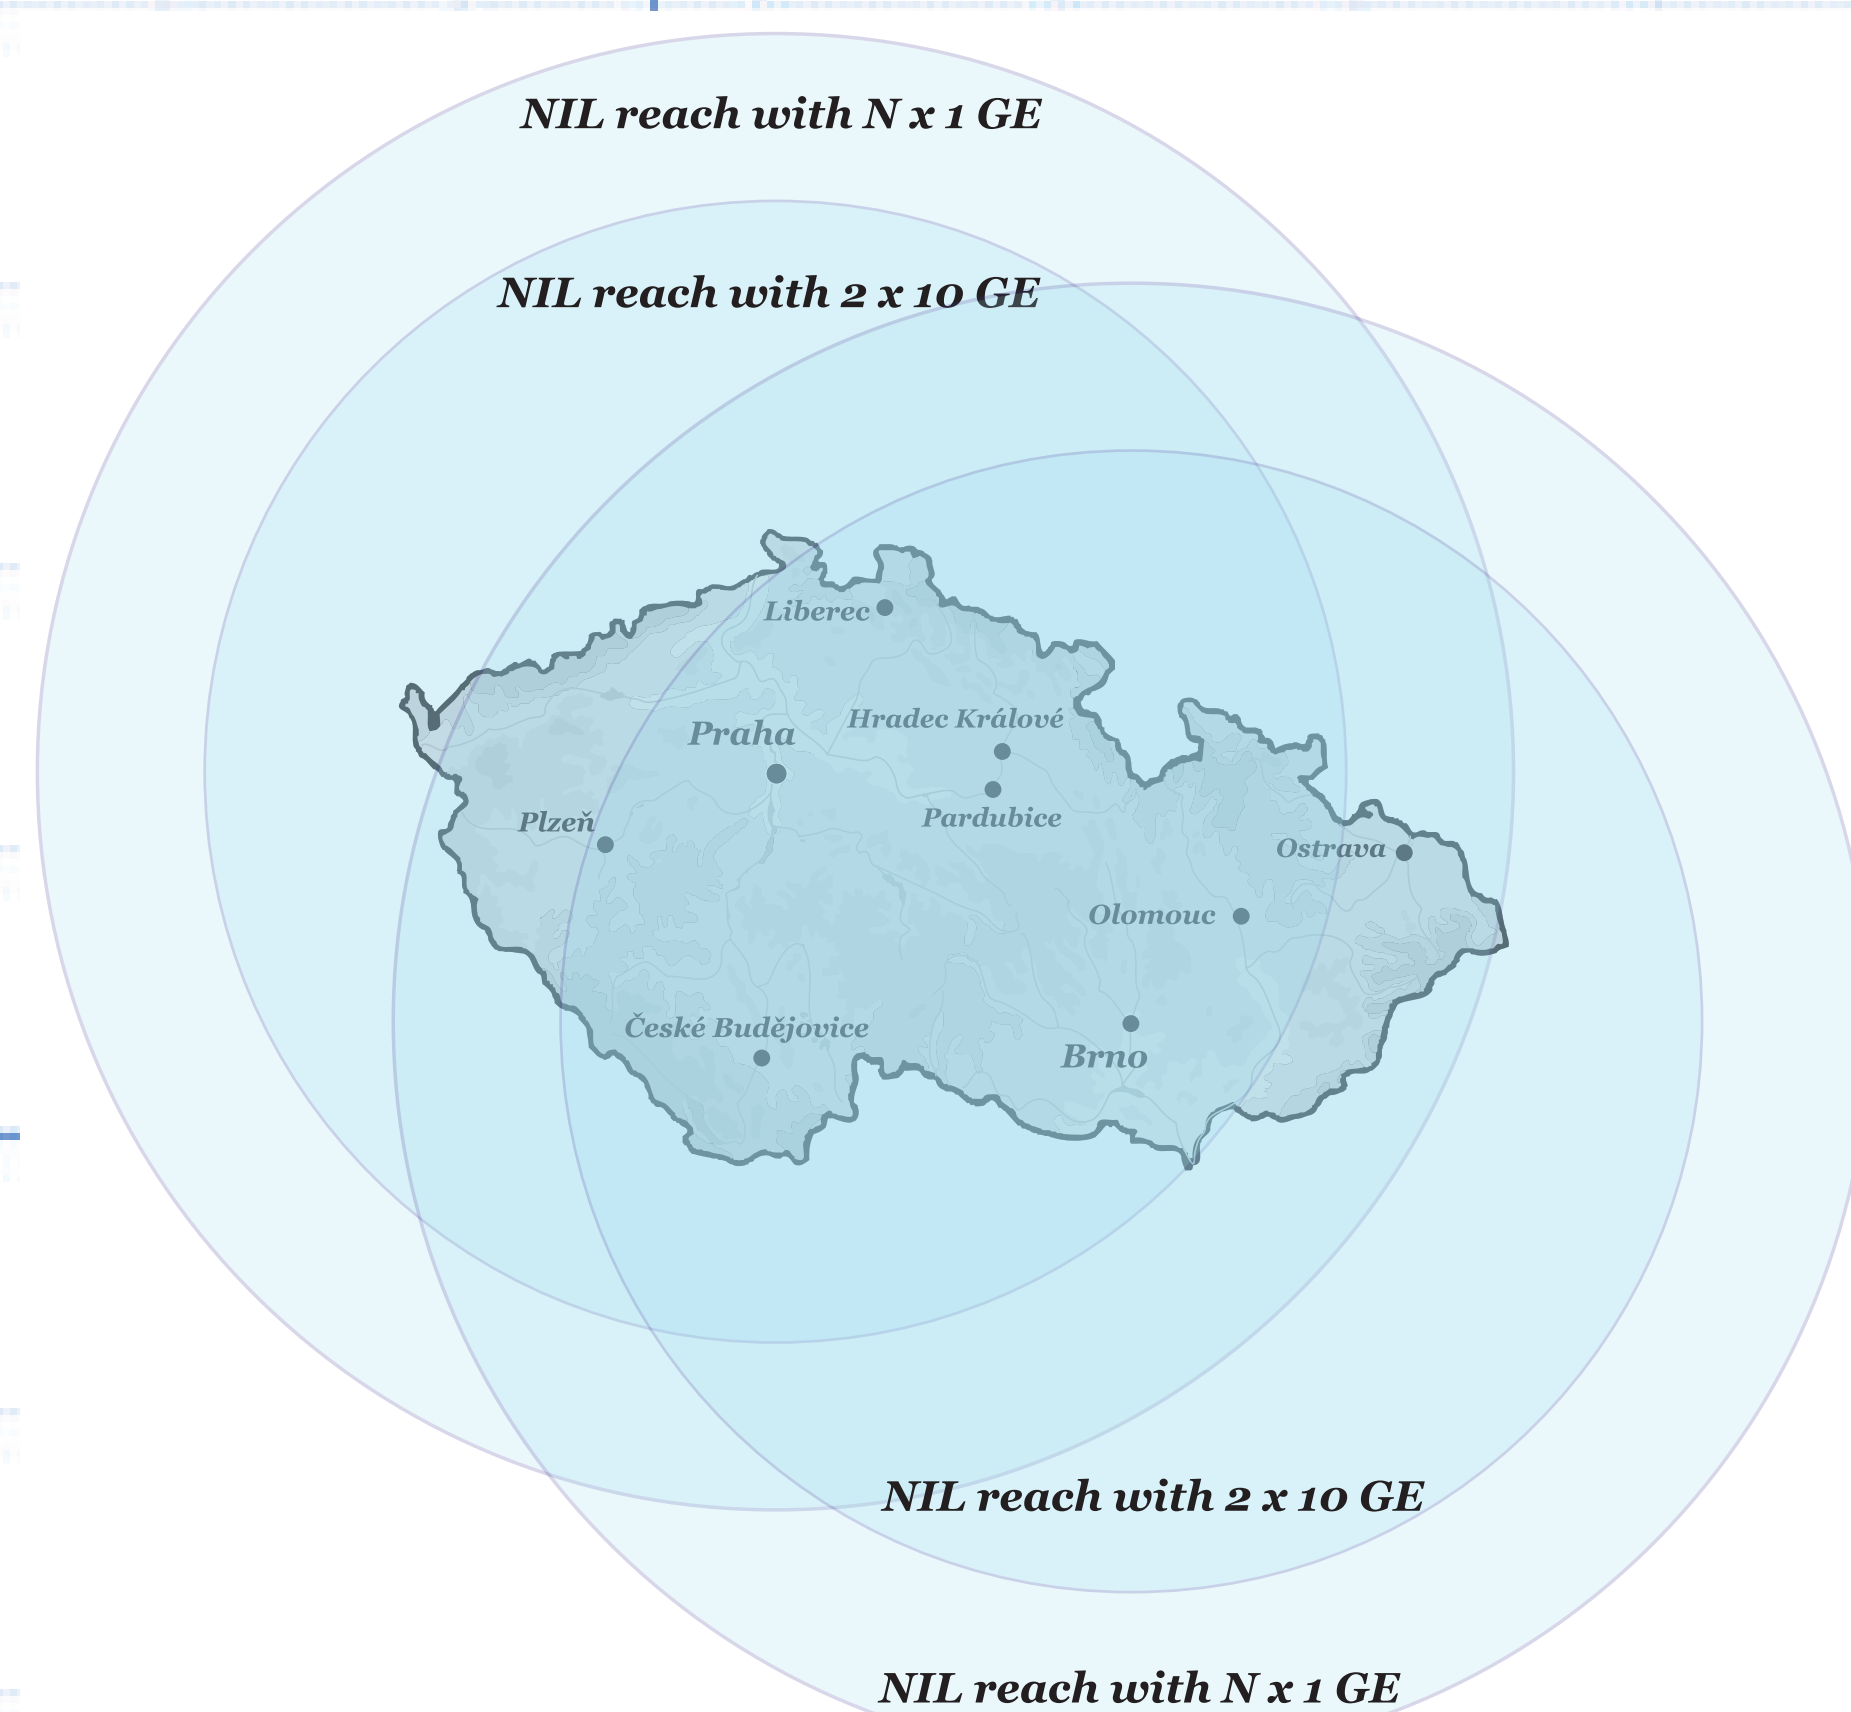 NIL reach with N x 1 GE
NIL reach with 2 x 10 GE
Liberec
Hradec Králové
Praha
Pardubice
Plzeň
Ostrava
Olomouc
České Budějovice
Brno
NIL reach with 2 x 10 GE
NIL reach with N x 1 GE